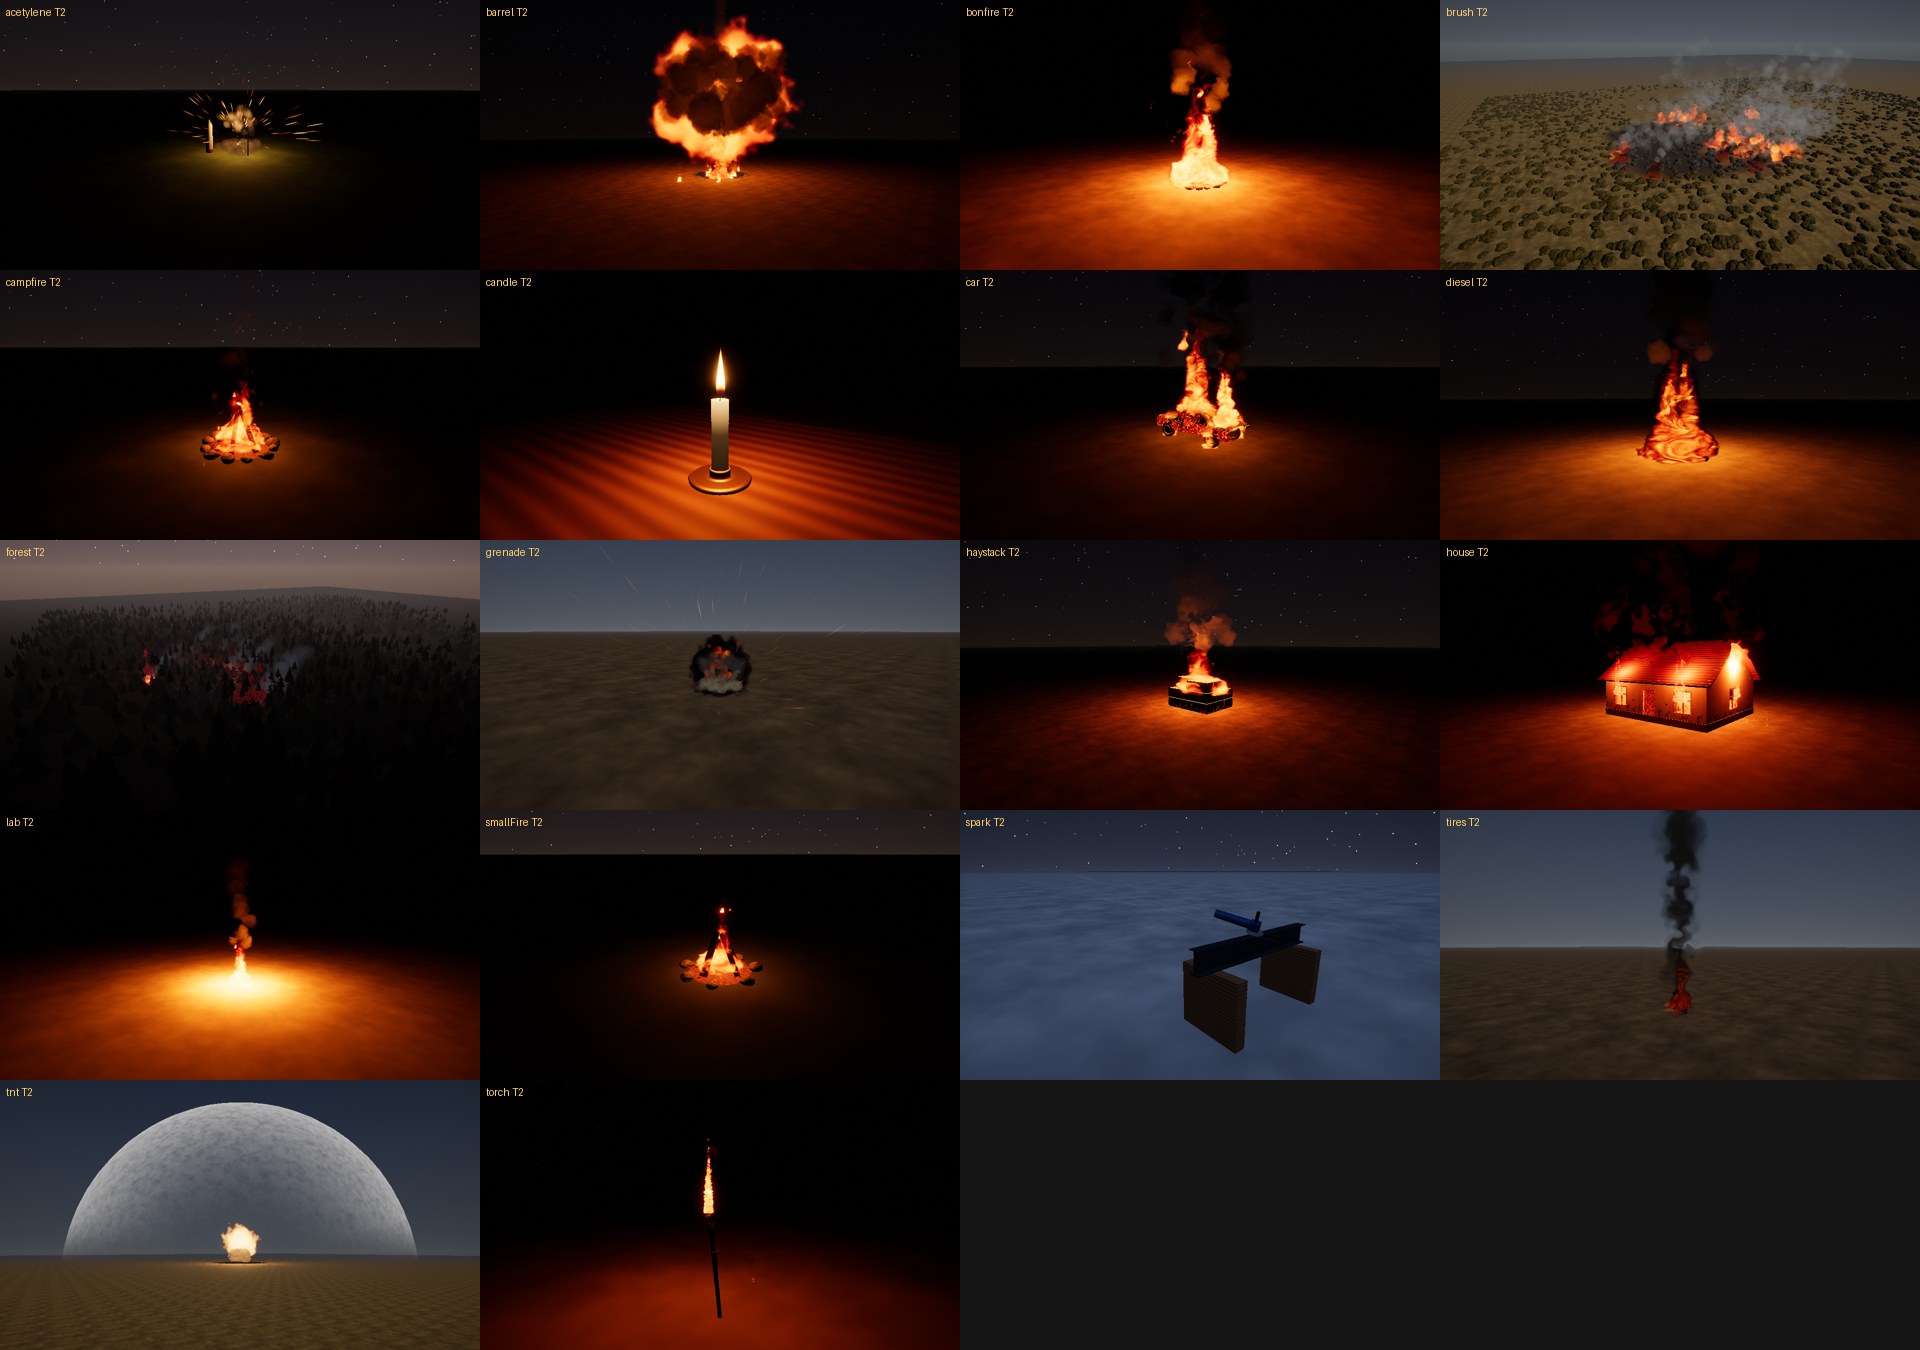 acetylene T2
barrel T2
bonfire T2
brush T2
campfire T2
candle T2
car T2
diesel T2
forest T2
grenade T2
haystack T2
house T2
lab T2
smallFire T2
spark T2
tires T2
tnt T2
torch T2